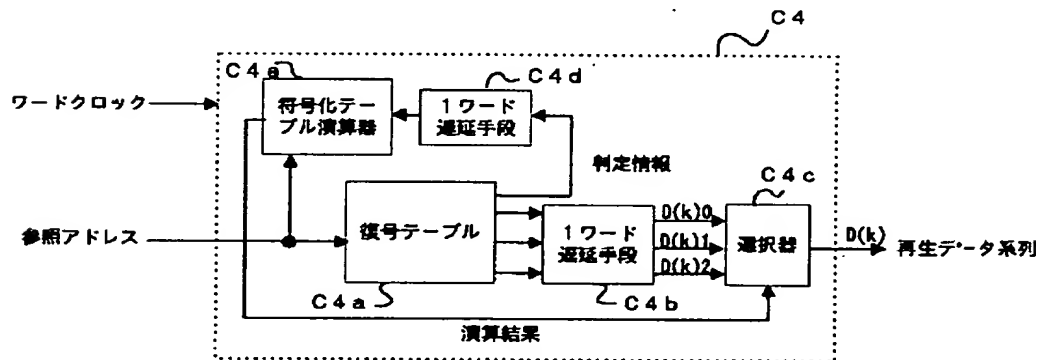 C4
C4e
C4d
ワードクロック
符号化テー
ブル演算器
1ワード
遅延手段
判定情報
C4c
参照アドレス
復号テーブル
1ワード
遅延手段
D(k)0
D(k)1
D(k)2
選択器
D(k)
再生データ系列
C4a
C4b
演算結果